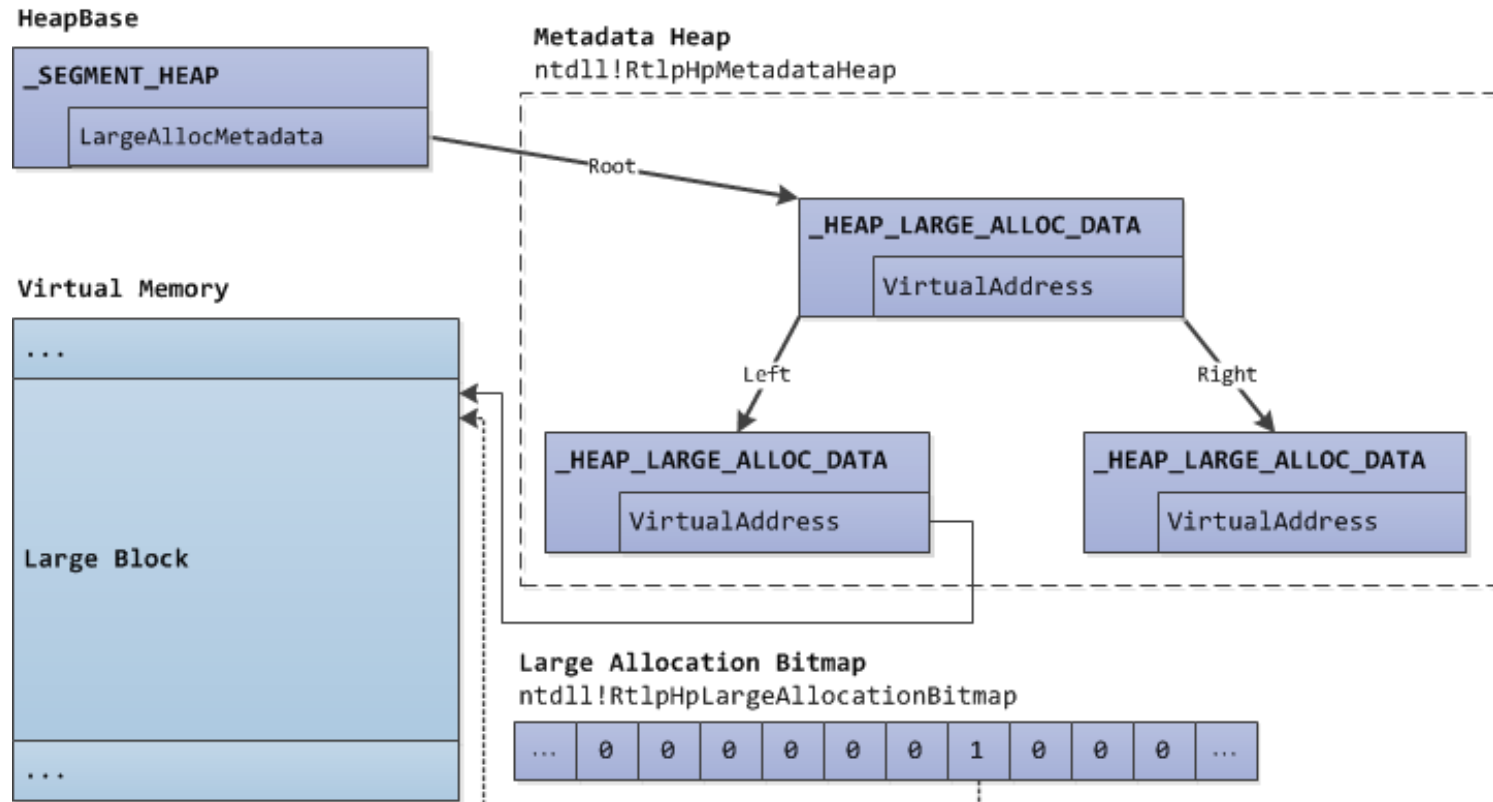 HeapBase
_SEGMENT_HEAP
LargeAllocMetadata
Metadata Heap
ntdll!RtlpHpMetadataHeap
Root
_HEAP_LARGE_ALLOC_DATA
VirtualAddress
Left
Right
_HEAP_LARGE_ALLOC_DATA
VirtualAddress
_HEAP_LARGE_ALLOC_DATA
VirtualAddress
Virtual Memory
...
Large Block
...
Large Allocation Bitmap
ntdll!RtlpHpLargeAllocationBitmap
... 0 0 0 0 0 0 1 0 0 0 ...